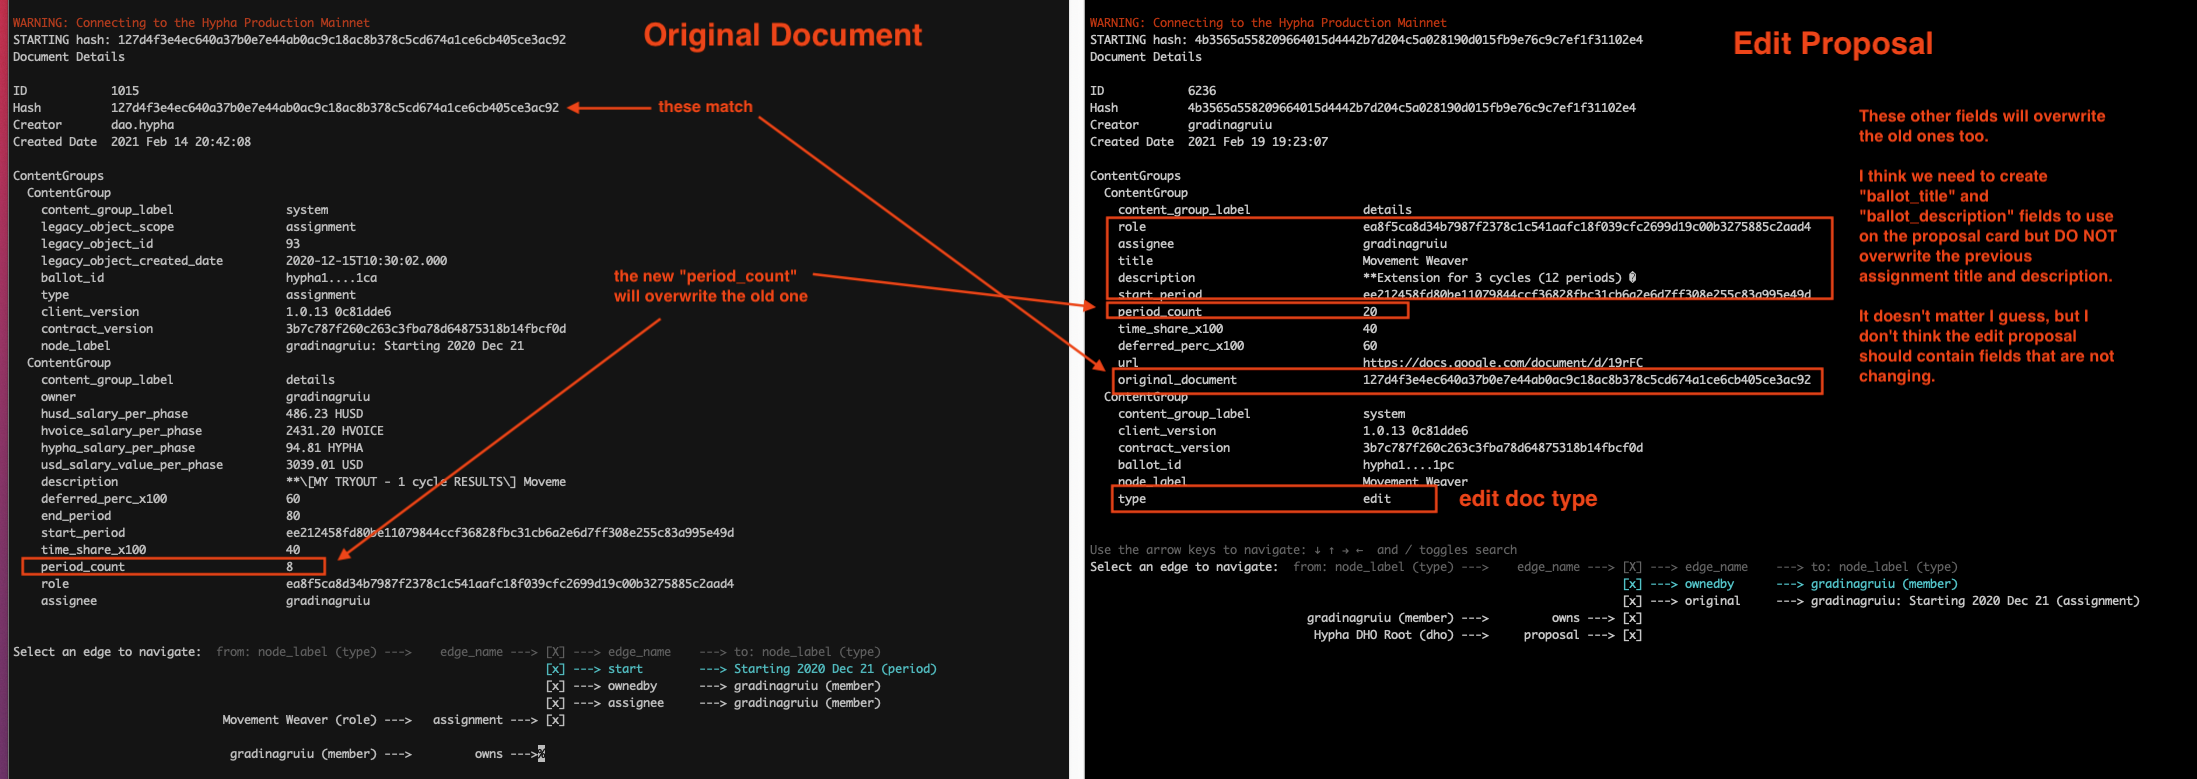 WARNING: Connecting to the Hypha Production Mainnet
STARTING hash: 127d4f3e4ec640a37b0e7e44ab0ac9c18ac8b378c5cd674a1ce6cb405ce3ac92
Document Details
Original Document
ID 1015
Hash 127d4f3e4ec640a37b0e7e44ab0ac9c18ac8b378c5cd674a1ce6cb405ce3ac92
these match
Creator dao.hypha
Created Date 2021 Feb 14 20:42:08
ContentGroups
ContentGroup
content_group_label system
legacy_object_scope assignment
legacy_object_id 93
legacy_object_created_date 2020-12-15T10:30:02.000
ballot_id hypha1....1ca
type assignment
client_version 1.0.13 0c81dde6
contract_version 3b7c787f260c263c3fba78d64875318b14fbcf0d
node_label gradinagruiu: Starting 2020 Dec 21
the new "period_count"
will overwrite the old one
ContentGroup
content_group_label details
owner gradinagruiu
husd_salary_per_phase 486.23 HUSD
hvoice_salary_per_phase 2431.20 HVOICE
hypha_salary_per_phase 94.81 HYPHA
usd_salary_value_per_phase 3039.01 USD
description **\[MY TRYOUT - 1 cycle RESULTS\] Moveme
deferred_perc_x100 60
end_period 80
start_period ee212458fd80be11079844ccf36828fbc31cb6a2e6d7ff308e255c83a995e49d
time_share_x100 40
period_count 8
role ea8f5ca8d34b7987f2378c1c541aafc18f039cfc2699d19c00b3275885c2aad4
assignee gradinagruiu
Select an edge to navigate: from: node_label (type) ---> edge_name ---> [X] ---> edge_name ---> to: node_label (type)
[x] ---> start ---> Starting 2020 Dec 21 (period)
[x] ---> ownedby ---> gradinagruiu (member)
[x] ---> assignee ---> gradinagruiu (member)
Movement Weaver (role) ---> assignment ---> [x]
gradinagruiu (member) ---> owns --->
WARNING: Connecting to the Hypha Production Mainnet
STARTING hash: 4b3565a558209664015d4442b7d204c5a028190d015fb9e76c9c7ef1f31102e4
Document Details
Edit Proposal
ID 6236
Hash 4b3565a558209664015d4442b7d204c5a028190d015fb9e76c9c7ef1f31102e4
Creator gradinagruiu
Created Date 2021 Feb 19 19:23:07
ContentGroups
ContentGroup
content_group_label details
role ea8f5ca8d34b7987f2378c1c541aafc18f039cfc2699d19c00b3275885c2aad4
assignee gradinagruiu
title Movement Weaver
description **Extension for 3 cycles (12 periods) �
start_period ee212458fd80be11079844ccf36828fbc31cb6a2e6d7ff308e255c83a995e49d
period_count 20
time_share_x100 40
deferred_perc_x100 60
url https://docs.google.com/document/d/19rFC
original_document 127d4f3e4ec640a37b0e7e44ab0ac9c18ac8b378c5cd674a1ce6cb405ce3ac92
ContentGroup
content_group_label system
client_version 1.0.13 0c81dde6
contract_version 3b7c787f260c263c3fba78d64875318b14fbcf0d
ballot_id hypha1....1pc
node_label Movement Weaver
type edit
edit doc type
These other fields will overwrite
the old ones too.
I think we need to create
"ballot_title" and
"ballot_description" fields to use
on the proposal card but DO NOT
overwrite the previous
assignment title and description.
It doesn't matter I guess, but I
don't think the edit proposal
should contain fields that are not
changing.
Use the arrow keys to navigate: ↓ ↑ → ← and / toggles search
Select an edge to navigate: from: node_label (type) ---> edge_name ---> [X] ---> edge_name ---> to: node_label (type)
[x] ---> ownedby ---> gradinagruiu (member)
[x] ---> original ---> gradinagruiu: Starting 2020 Dec 21 (assignment)
gradinagruiu (member) ---> owns ---> [x]
Hypha DHO Root (dho) ---> proposal ---> [x]